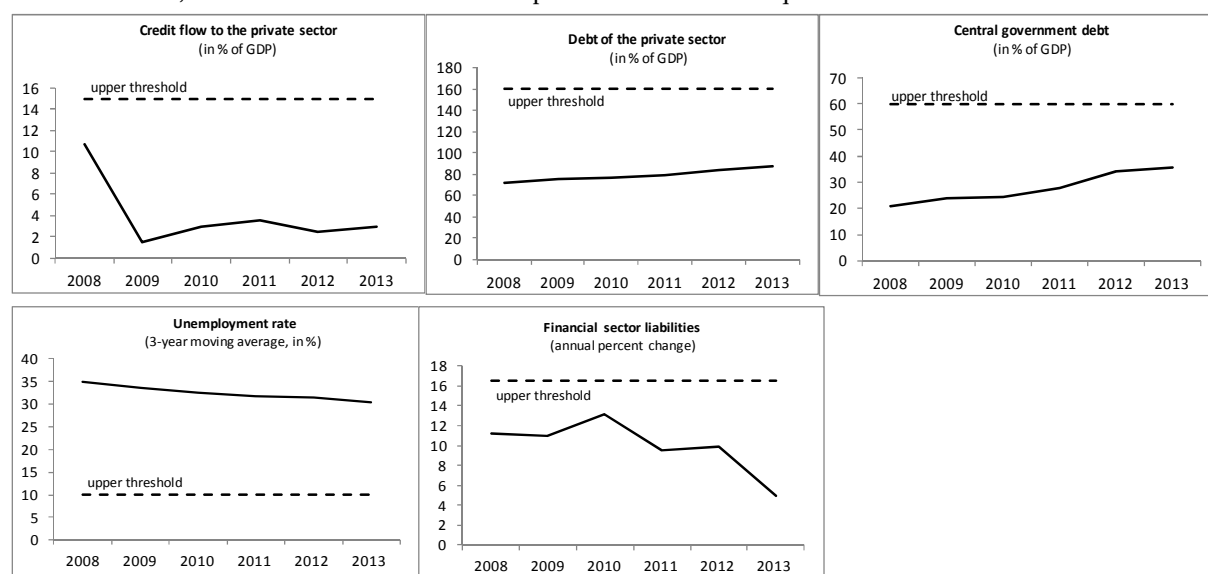 Credit flow to the private sector
(in % of GDP)
upper threshold
16
14
12
10
8
6
4
2
0
2008 2009 2010 2011 2012 2013
Debt of the private sector
(in % of GDP)
180
160
140
120
100
80
60
40
20
0
upper threshold
2008 2009 2010 2011 2012 2013
Central government debt
(in % of GDP)
70
60
50
40
30
20
10
0
upper threshold
2008 2009 2010 2011 2012 2013
Unemployment rate
(3-year moving average, in %)
40
35
30
25
20
15
10
5
0
upper threshold
2008 2009 2010 2011 2012 2013
Financial sector liabilities
(annual percent change)
18
16
14
12
10
8
6
4
2
0
upper threshold
2008 2009 2010 2011 2012 2013